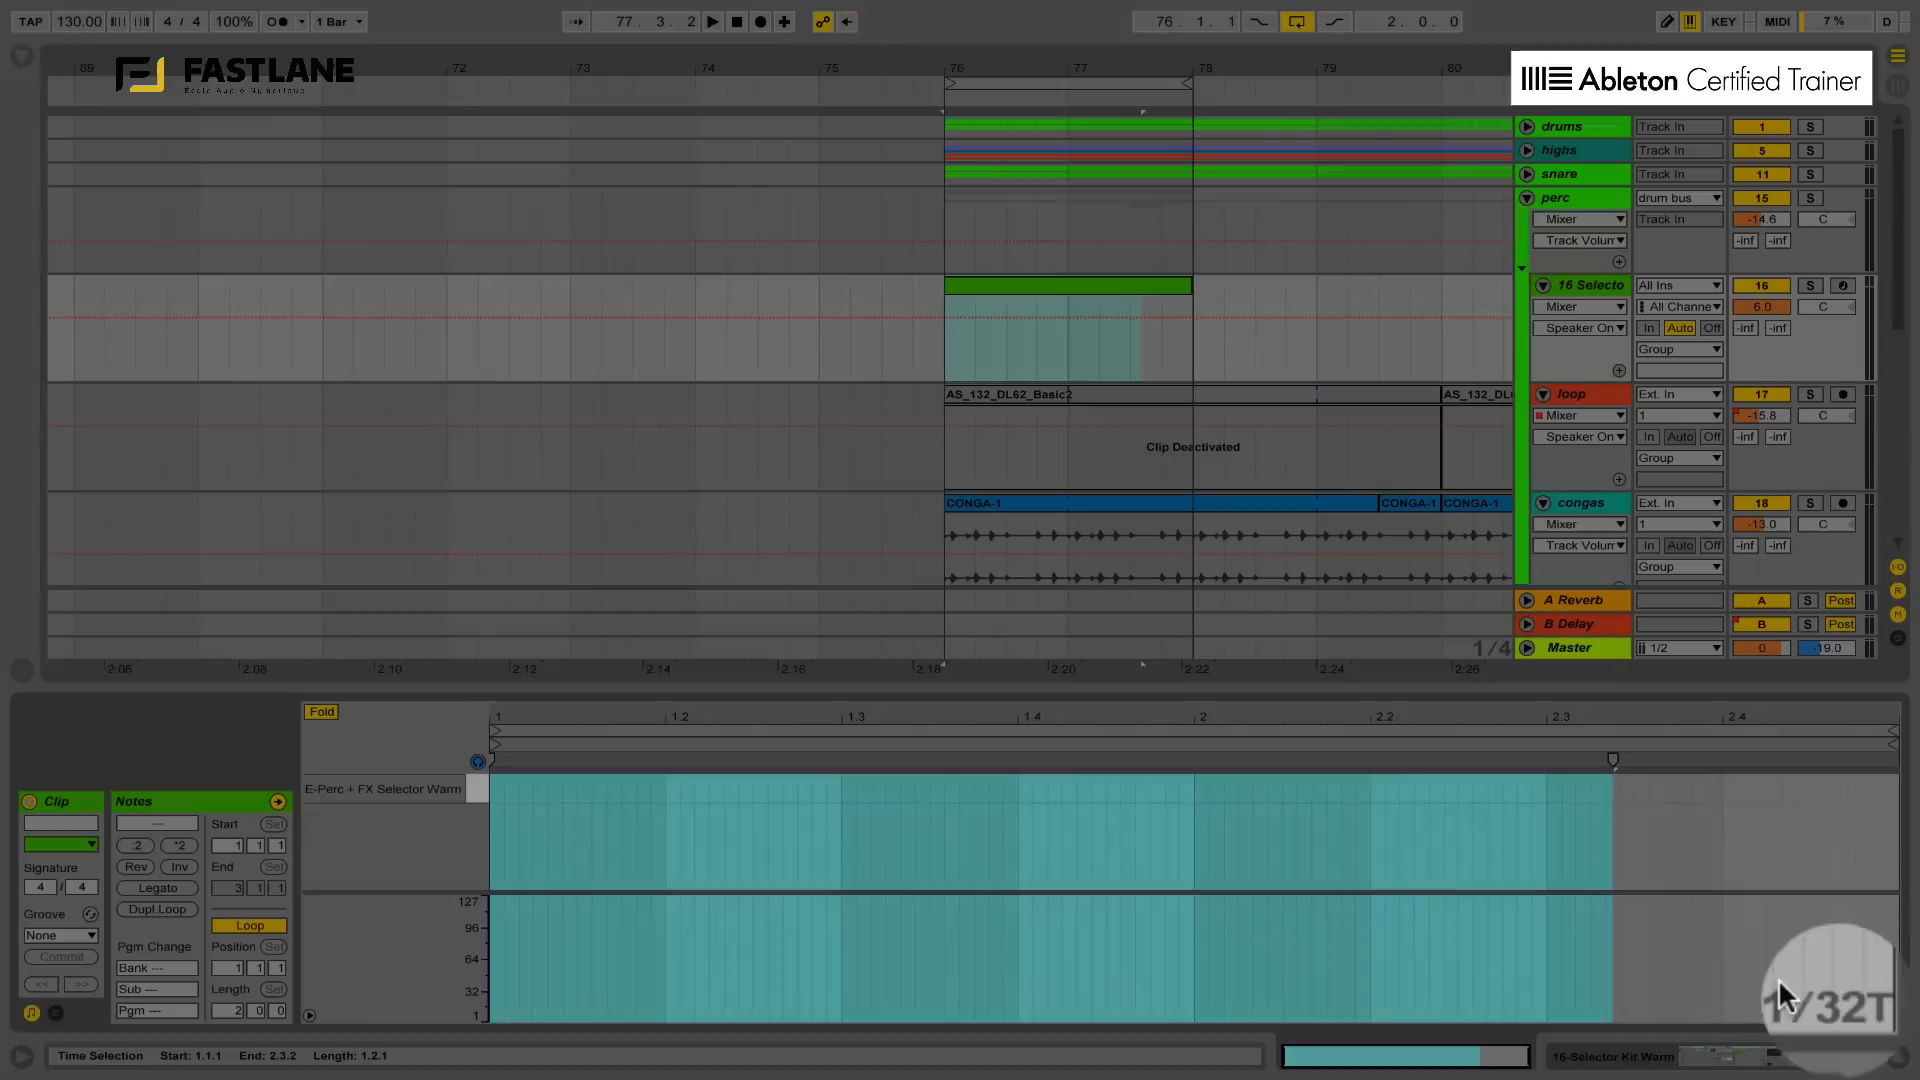 TAP 130.00 4 / 4 100% 1 Bar 77. 3. 2 76. 1. 1 2. 0. 0 KEY MIDI 7 % D
69 72 73 74 75 76 77 78 79 80
FASTLANE
École Audio Numérique
Ableton Certified Trainer
drums Track In 1 S
highs Track In 5 S
snare Track In 11 S
perc drum bus 15 S
Mixer Track In -14.6 C
Track Volum -inf -inf
16 Selecto All Ins 16 S
Mixer All Channe 6.0 C
Speaker On In Auto Off -inf -inf
Group
AS_132_DL62_Basic2 AS_132_DL loop Ext. In 17 S
Mixer 1 -15.8 C
Speaker On In Auto Off -inf -inf
Clip Deactivated
Group
CONGA-1 CONGA-1 CONGA-1 congas Ext. In 18 S
Mixer 1 -13.0 C
Track Volum In Auto Off -inf -inf
Group
A Reverb A S Post
B Delay B S Post
1/4 Master 1/2 0 -19.0
2:06 2:08 2:10 2:12 2:14 2:16 2:18 2:20 2:22 2:24 2:26
Fold
1 1.2 1.3 1.4 2 2.2 2.3 2.4
E-Perc + FX Selector Warm
Clip Notes
Start Set
:2 *2 1 1 1
Rev Inv End Set
Signature
4 / 4 Legato 3 1 1
Groove Dupl.Loop
None Loop
Commit Pgm Change Position Set
Bank --- 1 1 1
<< >> Sub --- Length Set
Pgm --- 2 0 0
127
96
64
32
1
1/32T
Time Selection Start: 1.1.1 End: 2.3.2 Length: 1.2.1
16-Selector Kit Warm